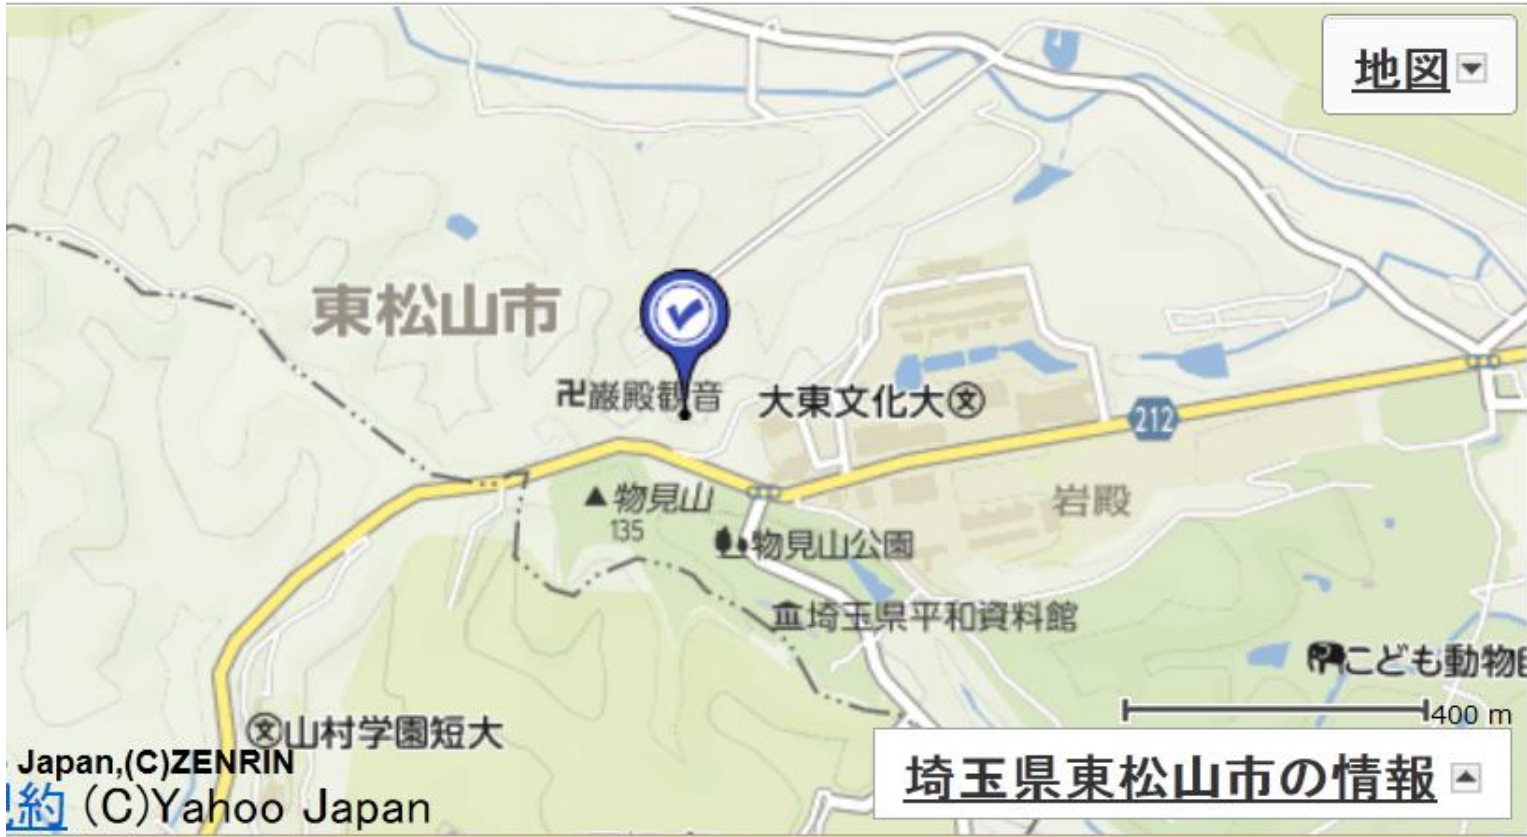 地図
東松山市
卍巌殿観音
大東文化大文
212
物見山
135
岩殿
物見山公園
埼玉県平和資料館
こども動物
400 m
文山村学園短大
Japan,(C)ZENRIN
埼玉県東松山市の情報
約 (C)Yahoo Japan